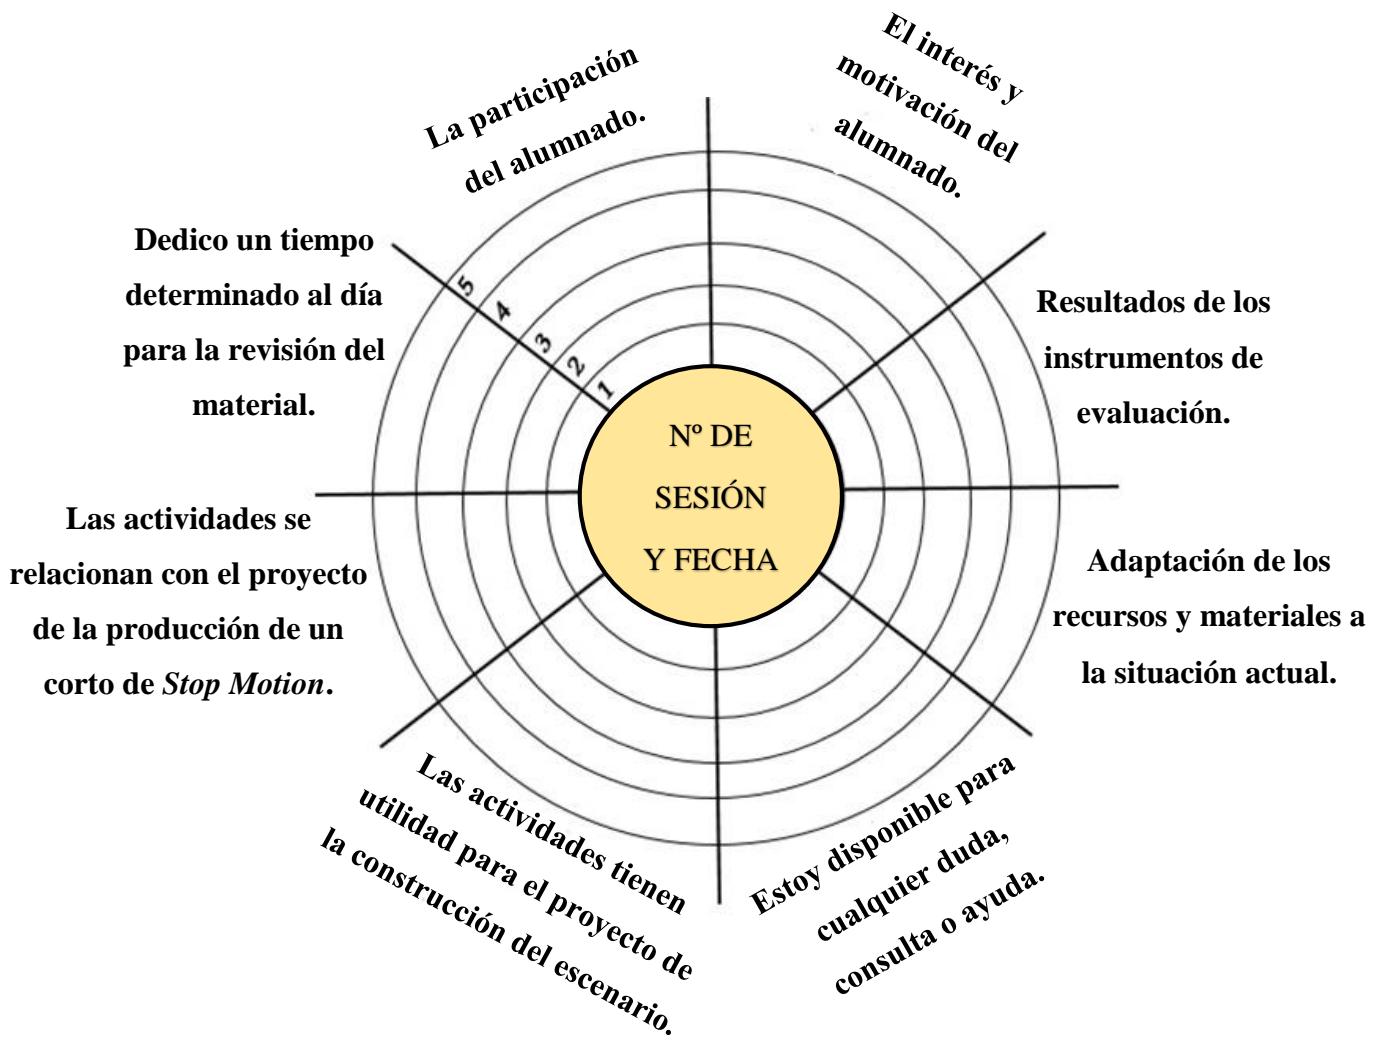 La participación
del alumnado.
El interés y
motivación del
alumnado.
Dedico un tiempo
determinado al día
para la revisión del
material.
Resultados de los
instrumentos de
evaluación.
5
4
3
2
1
Nº DE
SESIÓN
Y FECHA
Las actividades se
relacionan con el proyecto
de la producción de un
corto de Stop Motion.
Adaptación de los
recursos y materiales a
la situación actual.
Las actividades tienen
utilidad para el proyecto de
la construcción del escenario.
Estoy disponible para
cualquier duda,
consulta o ayuda.